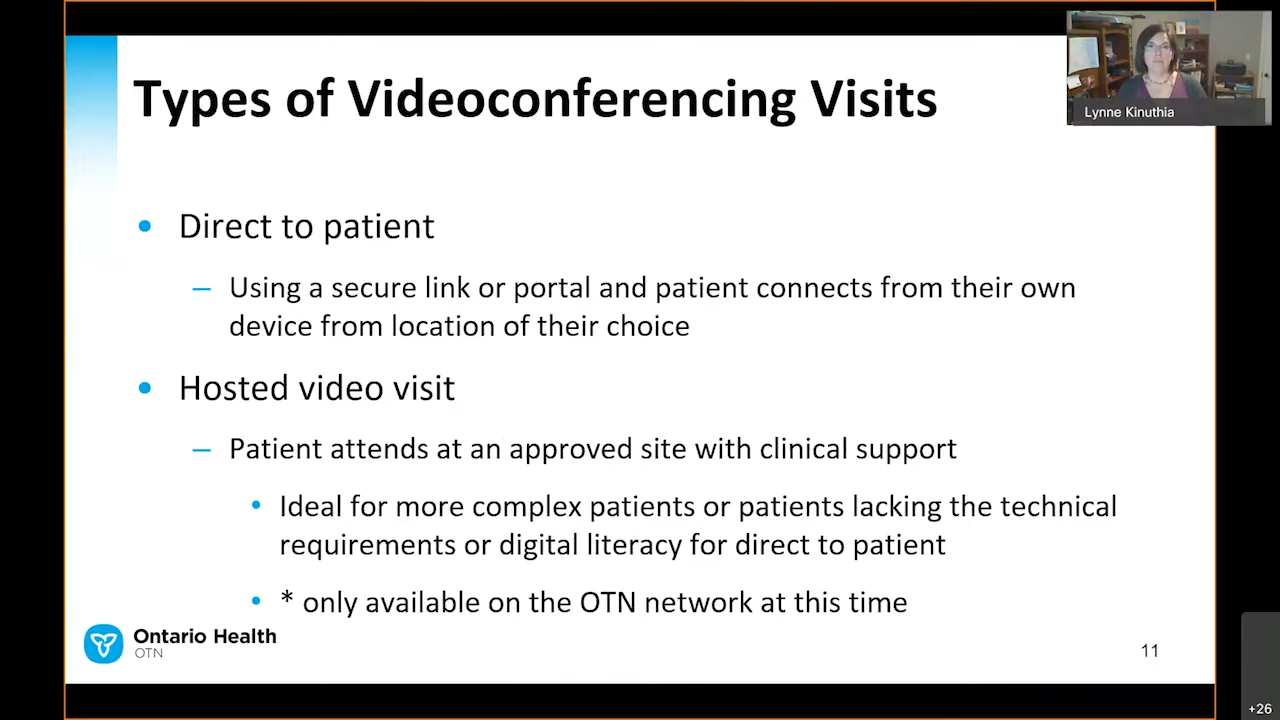 Types of Videoconferencing Visits
Lynne Kinuthia
• Direct to patient
– Using a secure link or portal and patient connects from their own
device from location of their choice
• Hosted video visit
– Patient attends at an approved site with clinical support
• Ideal for more complex patients or patients lacking the technical
requirements or digital literacy for direct to patient
• * only available on the OTN network at this time
Ontario Health
OTN
11
+26